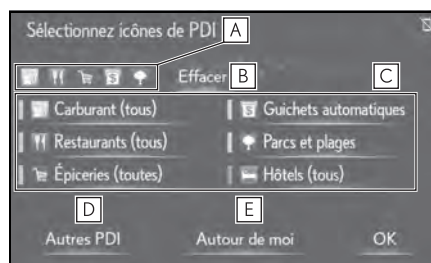 Sélectionnez icônes de PDI A
Effacer B C
Carburant (tous) Guichets automatiques
Restaurants (tous) Parcs et plages
Épiceries (toutes) Hôtels (tous)
D E
Autres PDI Autour de moi OK